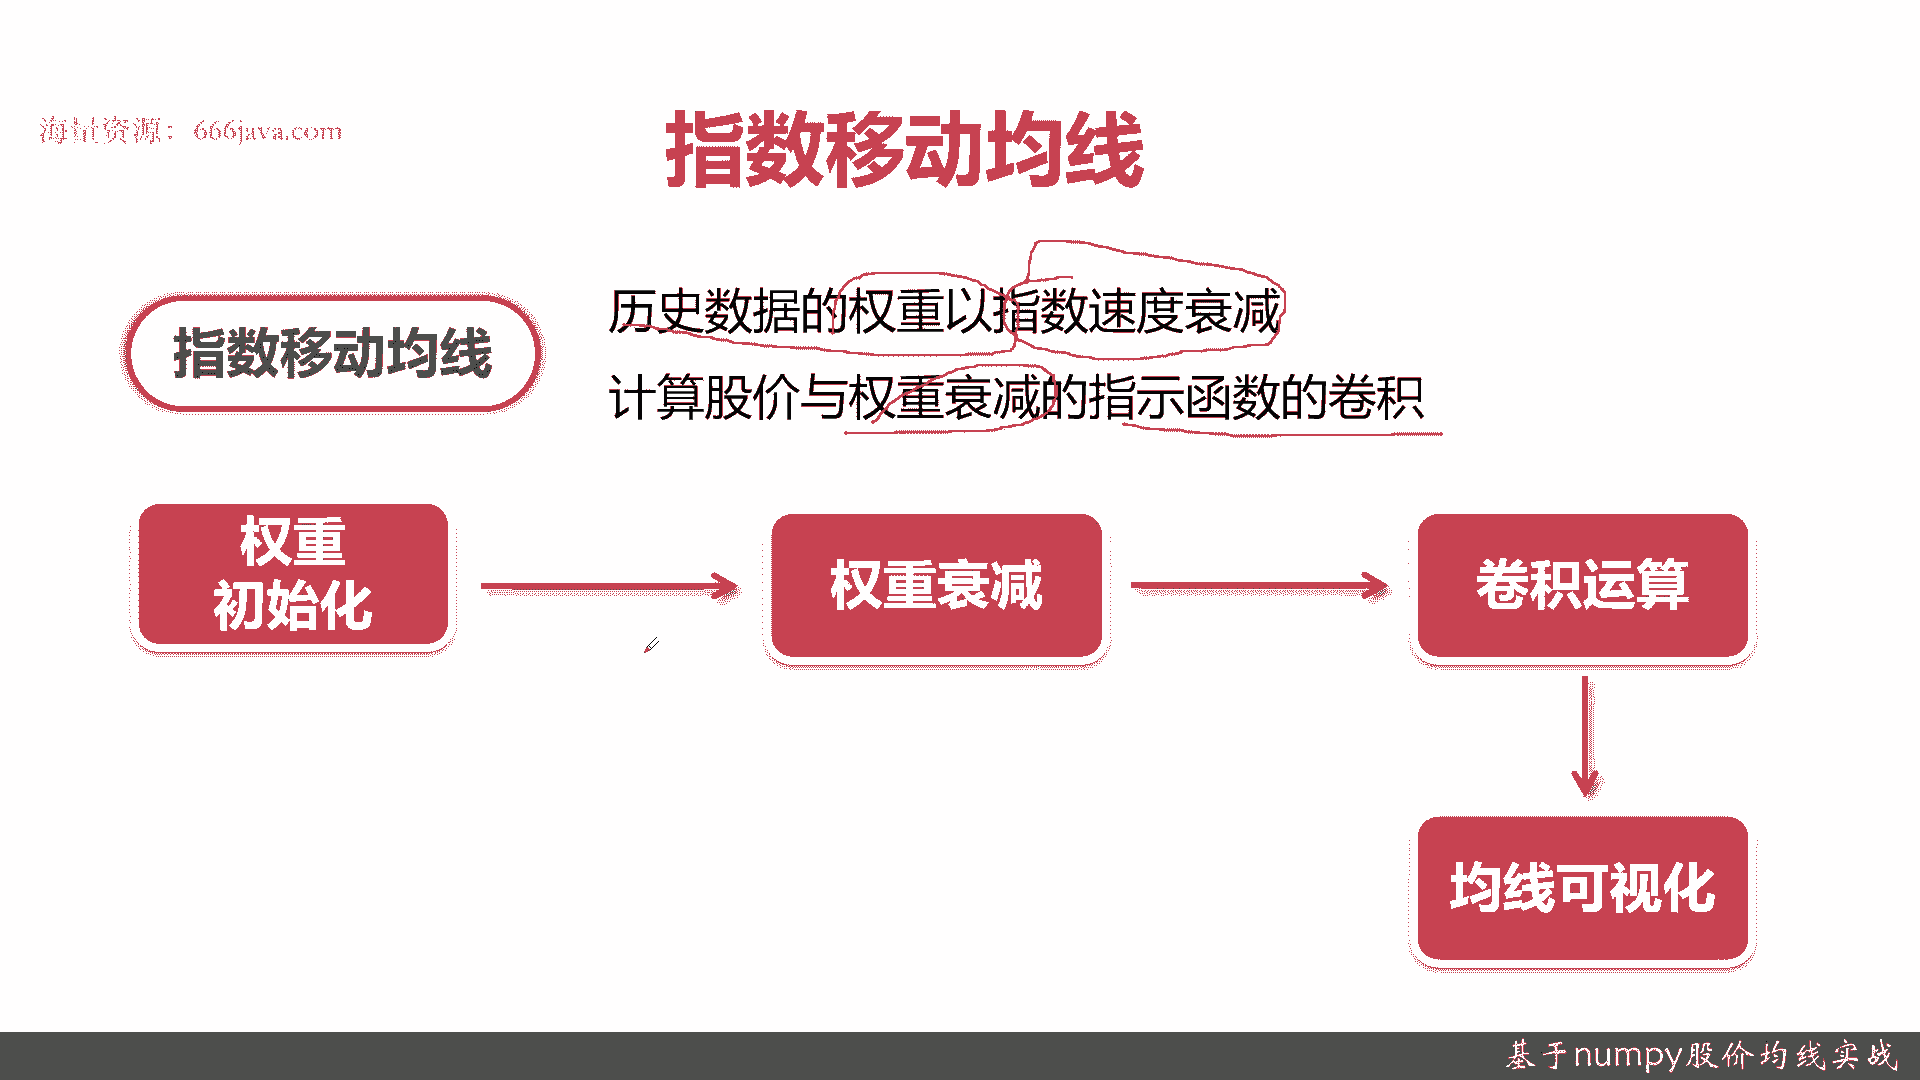 海量资源：666java.com
指数移动均线
指数移动均线
历史数据的权重以指数速度衰减
计算股价与权重衰减的指示函数的卷积
权重
初始化
权重衰减
卷积运算
均线可视化
基于numpy股价均线实战